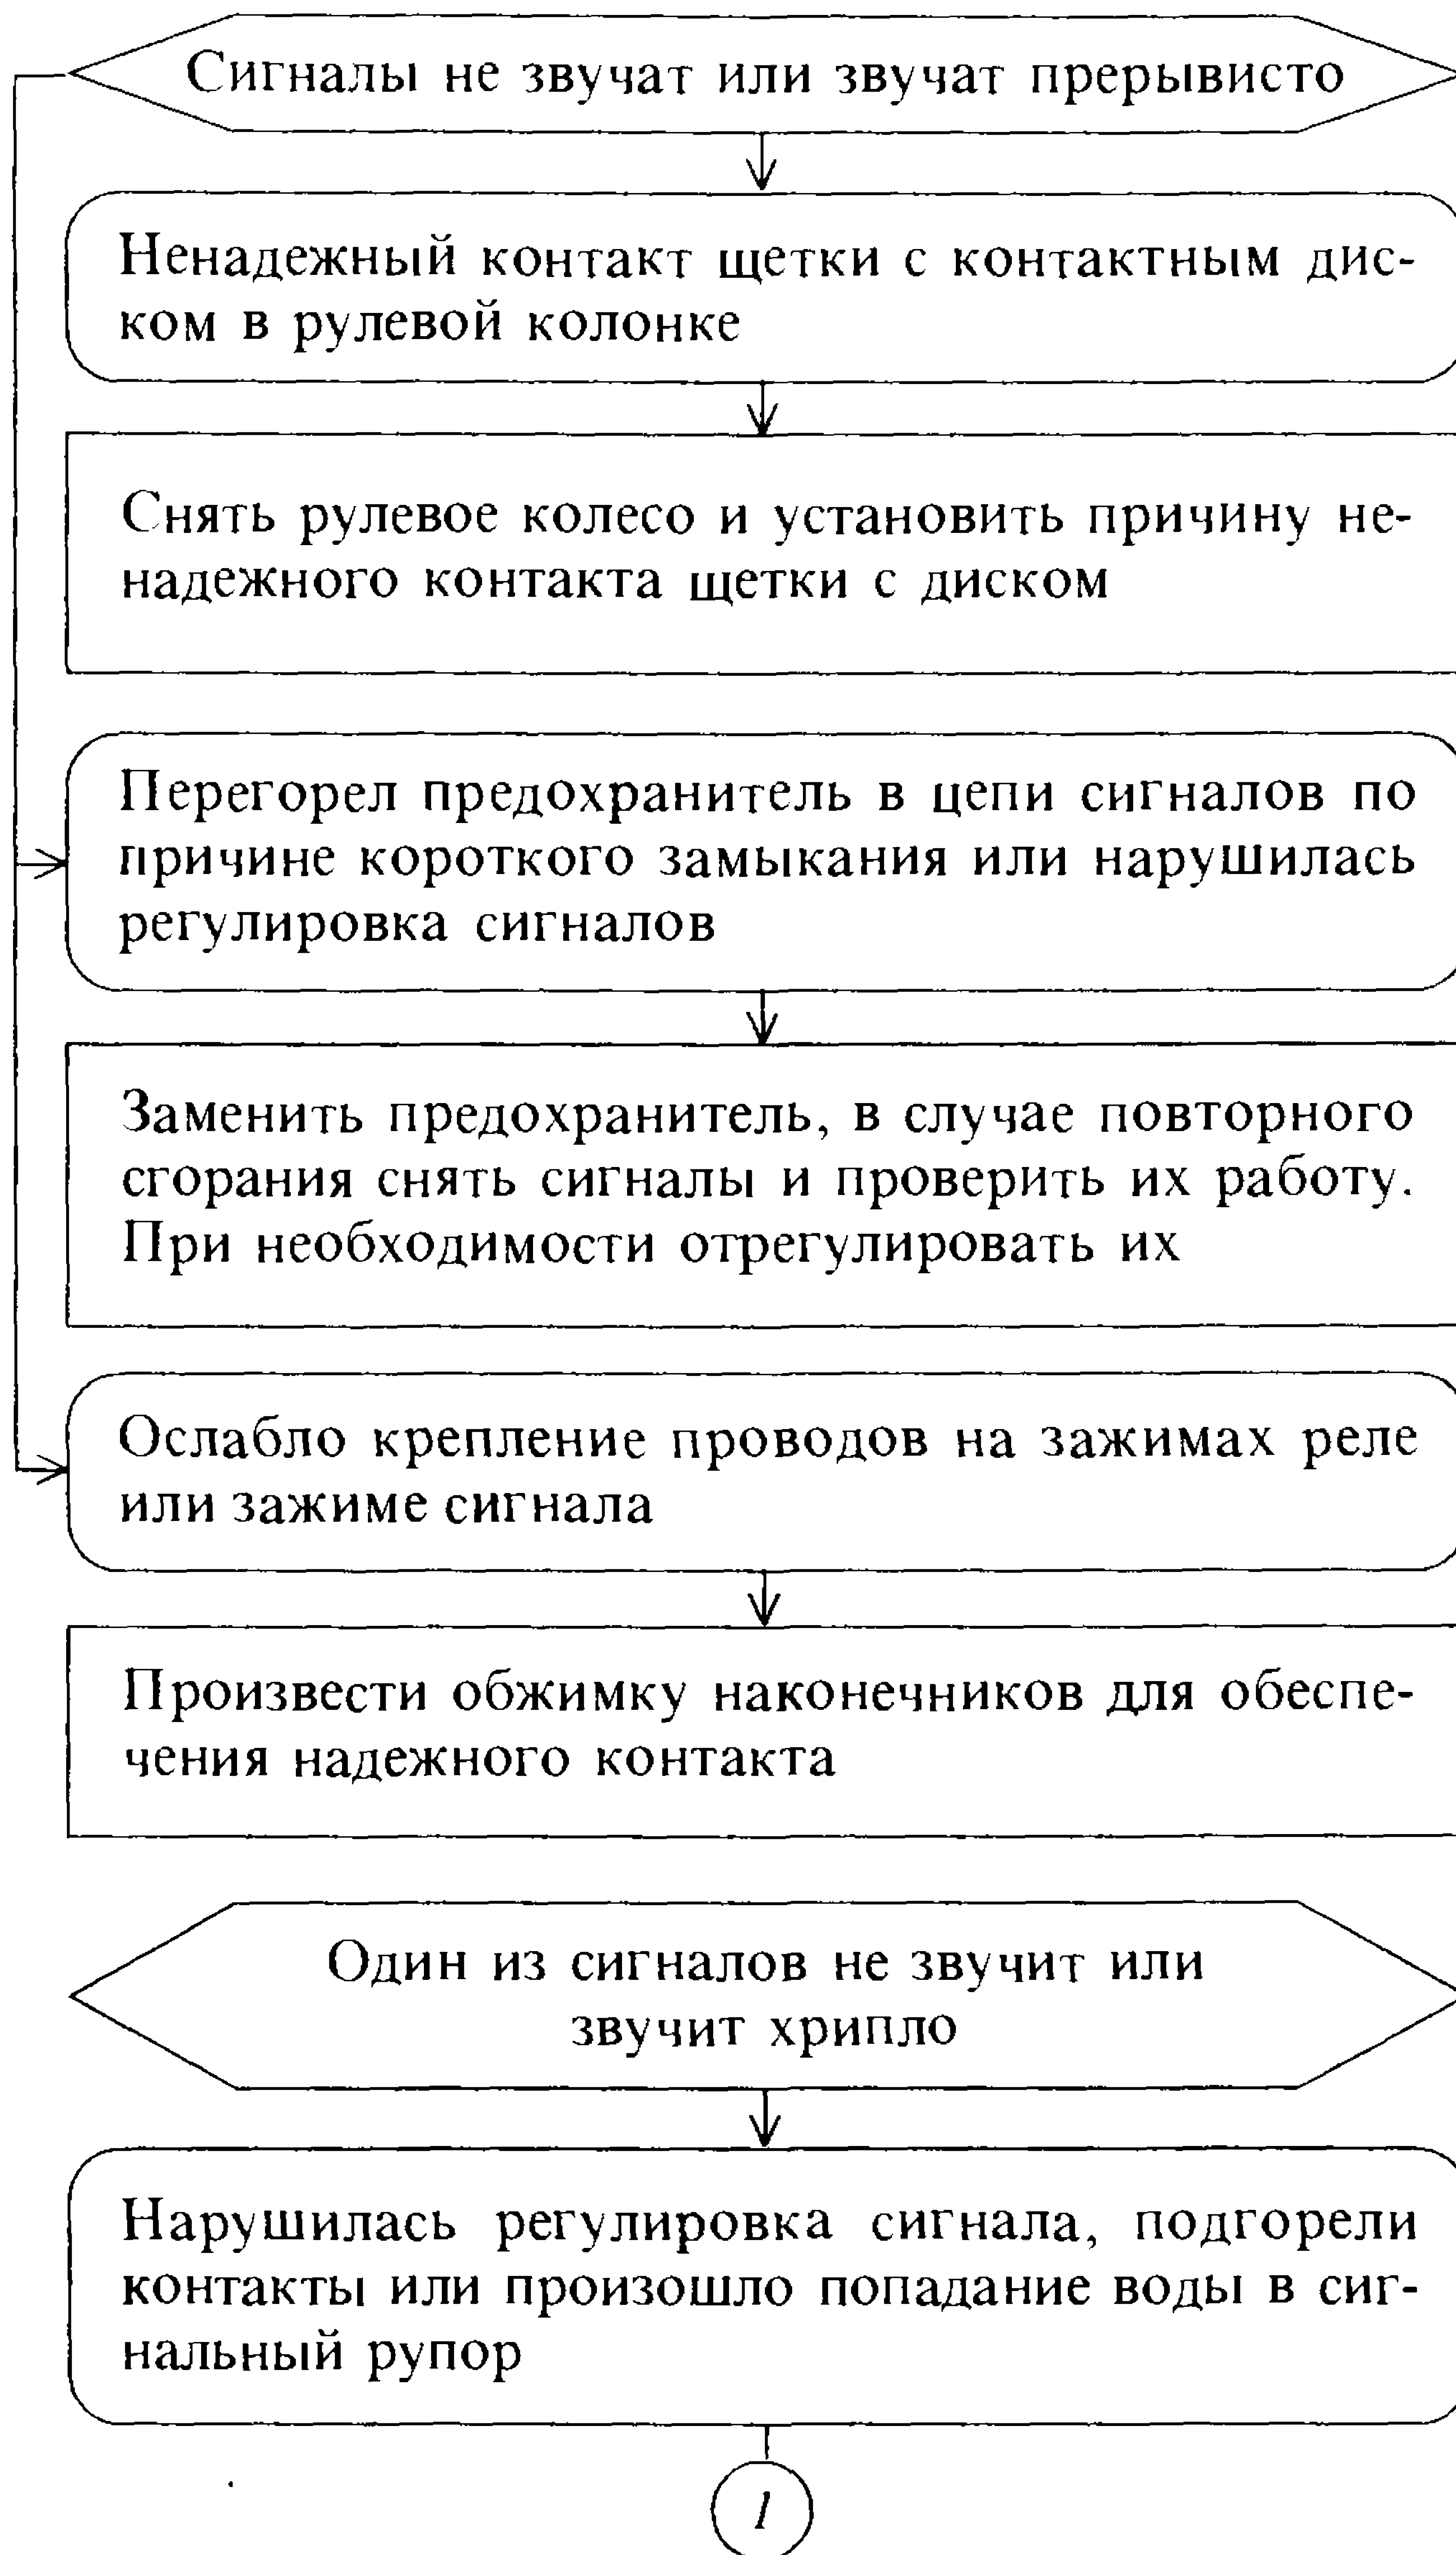 Сигналы не звучат или звучат прерывисто
Ненадежный контакт щетки с контактным дис-
ком в рулевой колонке
Снять рулевое колесо и установить причину не-
надежного контакта щетки с диском
Перегорел предохранитель в цепи сигналов по
причине короткого замыкания или нарушилась
регулировка сигналов
Заменить предохранитель, в случае повторного
сгорания снять сигналы и проверить их работу.
При необходимости отрегулировать их
Ослабло крепление проводов на зажимах реле
или зажиме сигнала
Произвести обжимку наконечников для обеспе-
чения надежного контакта
Один из сигналов не звучит или
звучит хрипло
Нарушилась регулировка сигнала, подгорели
контакты или произошло попадание воды в сиг-
нальный рупор
1